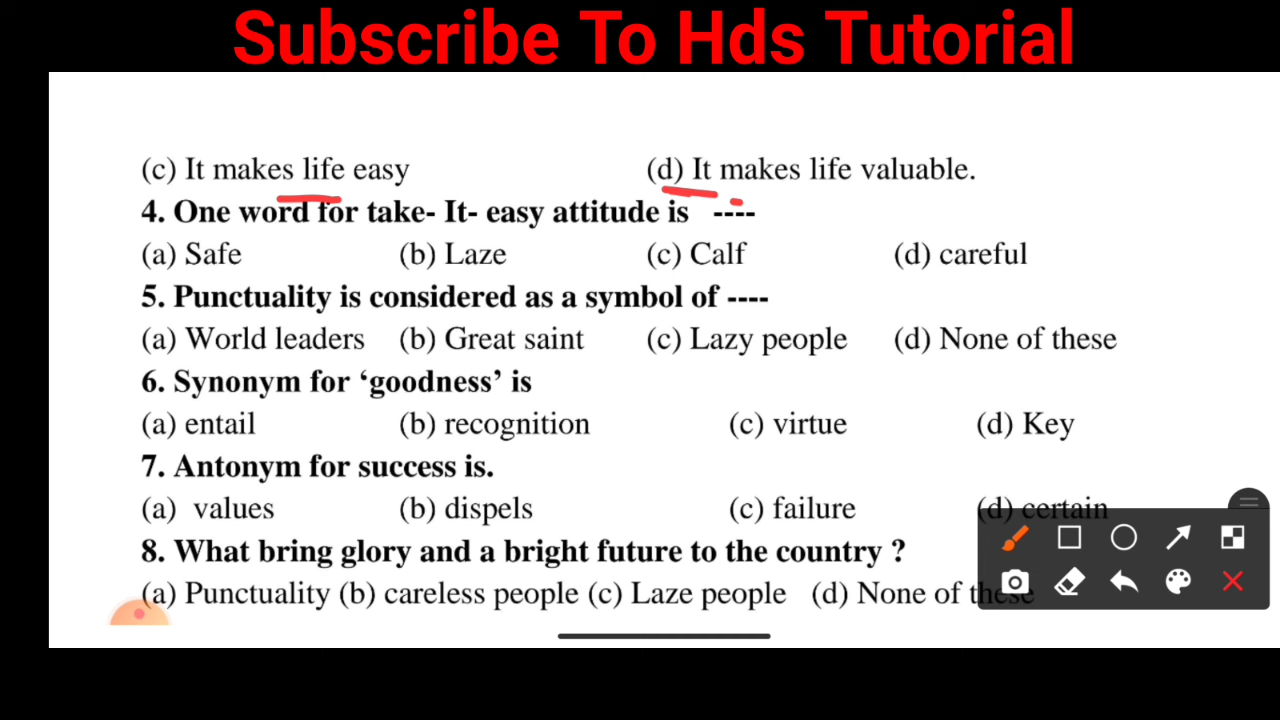 Subscribe To Hds Tutorial
(c) It makes life easy (d) It makes life valuable.
4. One word for take- It- easy attitude is ----
(a) Safe (b) Laze (c) Calf (d) careful
5. Punctuality is considered as a symbol of ----
(a) World leaders (b) Great saint (c) Lazy people (d) None of these
6. Synonym for ‘goodness’ is
(a) entail (b) recognition (c) virtue (d) Key
7. Antonym for success is.
(a) values (b) dispels (c) failure (d) certain
8. What bring glory and a bright future to the country ?
(a) Punctuality (b) careless people (c) Laze people (d) None of these